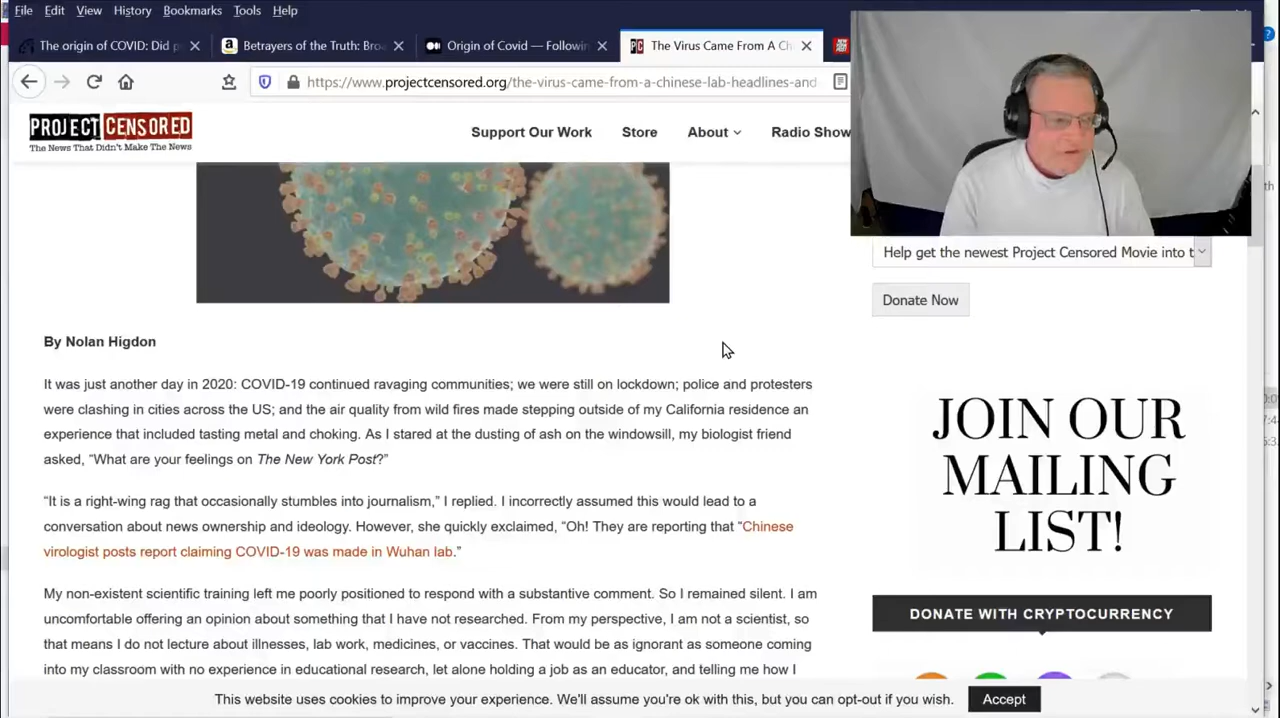 File Edit View History Bookmarks Tools Help
The origin of COVID: Did p
Betrayers of the Truth: Bro
Origin of Covid — Followin
The Virus Came From A Ch
https://www.projectcensored.org/the-virus-came-from-a-chinese-lab-headlines-and
PROJECT CENSORED
The News That Didn't Make The News
Support Our Work Store About Radio Show
Help get the newest Project Censored Movie into t
Donate Now
By Nolan Higdon
It was just another day in 2020: COVID-19 continued ravaging communities; we were still on lockdown; police and protesters
were clashing in cities across the US; and the air quality from wild fires made stepping outside of my California residence an
experience that included tasting metal and choking. As I stared at the dusting of ash on the windowsill, my biologist friend
asked, “What are your feelings on The New York Post?”
“It is a right-wing rag that occasionally stumbles into journalism,” I replied. I incorrectly assumed this would lead to a
conversation about news ownership and ideology. However, she quickly exclaimed, “Oh! They are reporting that “Chinese
virologist posts report claiming COVID-19 was made in Wuhan lab.”
My non-existent scientific training left me poorly positioned to respond with a substantive comment. So I remained silent. I am
uncomfortable offering an opinion about something that I have not researched. From my perspective, I am not a scientist, so
that means I do not lecture about illnesses, lab work, medicines, or vaccines. That would be as ignorant as someone coming
into my classroom with no experience in educational research, let alone holding a job as an educator, and telling me how I
JOIN OUR
MAILING
LIST!
DONATE WITH CRYPTOCURRENCY
This website uses cookies to improve your experience. We'll assume you're ok with this, but you can opt-out if you wish. Accept